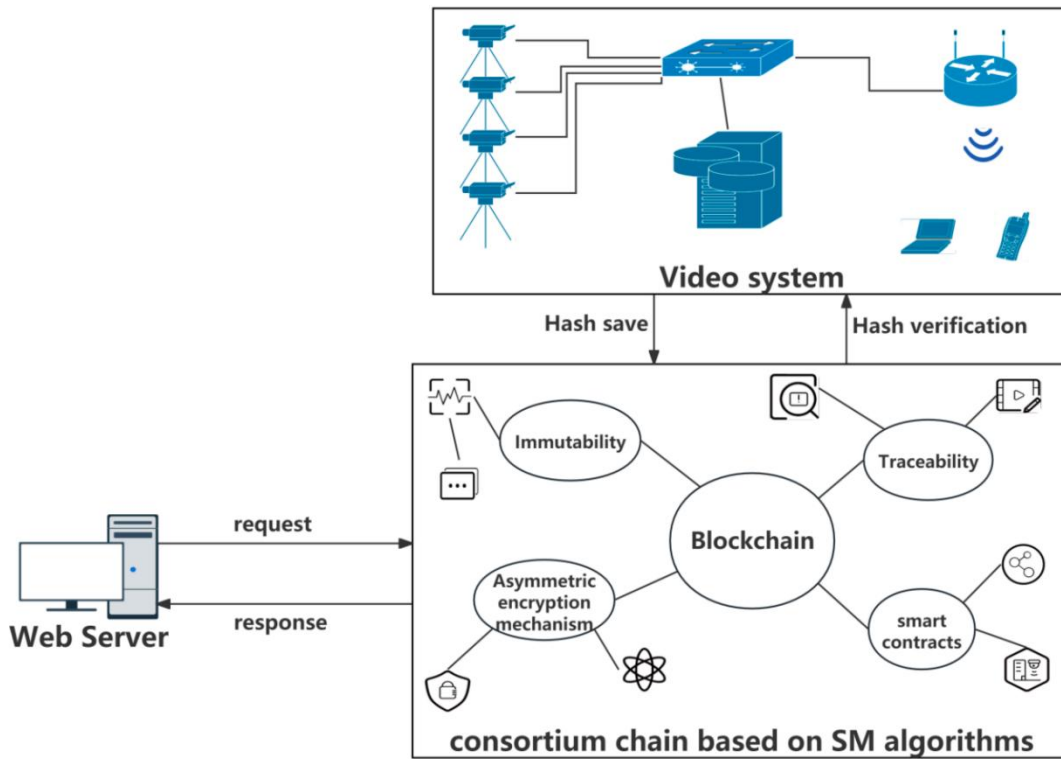 Video system
Hash save
Hash verification
Immutability
Traceability
Blockchain
request
Asymmetric
encryption
mechanism
smart
contracts
response
Web Server
consortium chain based on SM algorithms